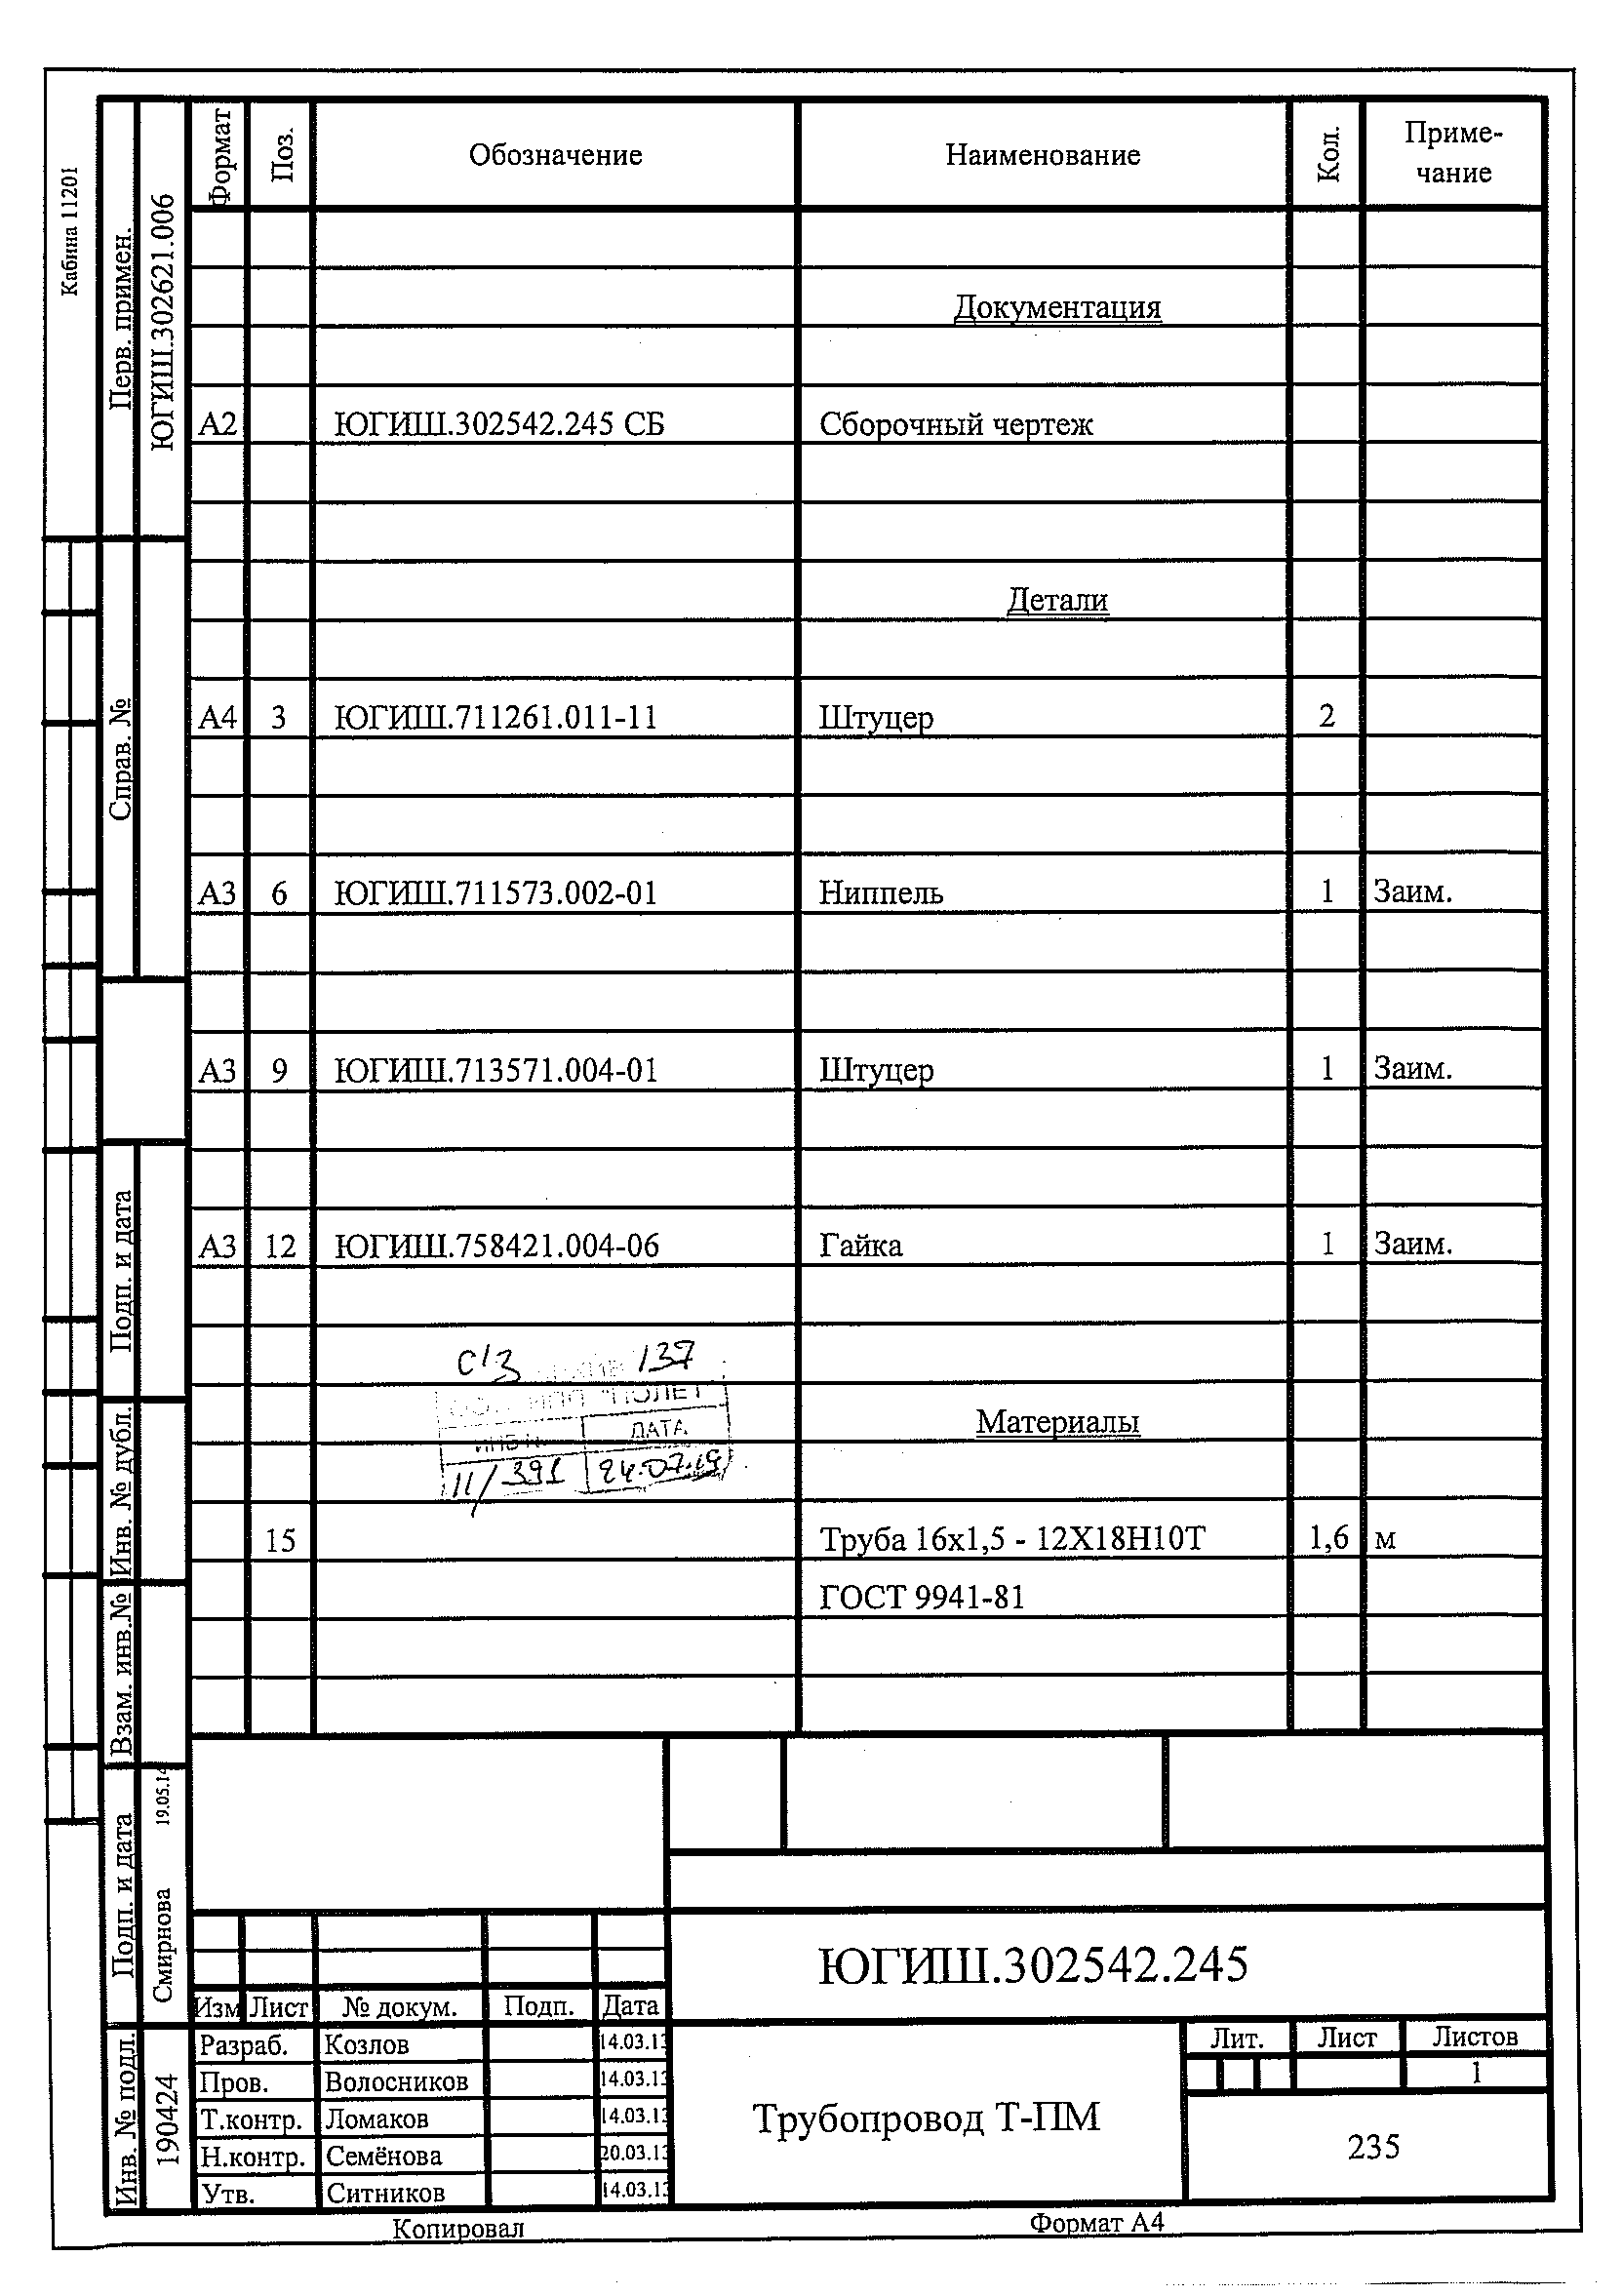 Кабина 11201
Перв. примен.
ЮГИШ.302621.006
Справ. №
Подп. и дата
Инв. № дубл.
Взам. инв.№
Подп. и дата
Смирнова 19.05.14
Инв. № подл.
190424
Формат Поз. Обозначение Наименование Кол. Приме-
чание
Документация
А2 ЮГИШ.302542.245 СБ Сборочный чертеж
Детали
А4 3 ЮГИШ.711261.011-11 Штуцер 2
А3 6 ЮГИШ.711573.002-01 Ниппель 1 Заим.
А3 9 ЮГИШ.713571.004-01 Штуцер 1 Заим.
А3 12 ЮГИШ.758421.004-06 Гайка 1 Заим.
137
"ПОЛЕТ"
ДАТА
11/391 24.07.19
Материалы
15 Труба 16х1,5 - 12Х18Н10Т 1,6 м
ГОСТ 9941-81
ЮГИШ.302542.245
Изм Лист № докум. Подп. Дата
Разраб. Козлов 14.03.13
Пров. Волосников 14.03.13
Т.контр. Ломаков 14.03.13
Н.контр. Семёнова 20.03.13
Утв. Ситников 14.03.13
Трубопровод Т-ПМ
Лит. Лист Листов
1
235
Копировал Формат А4